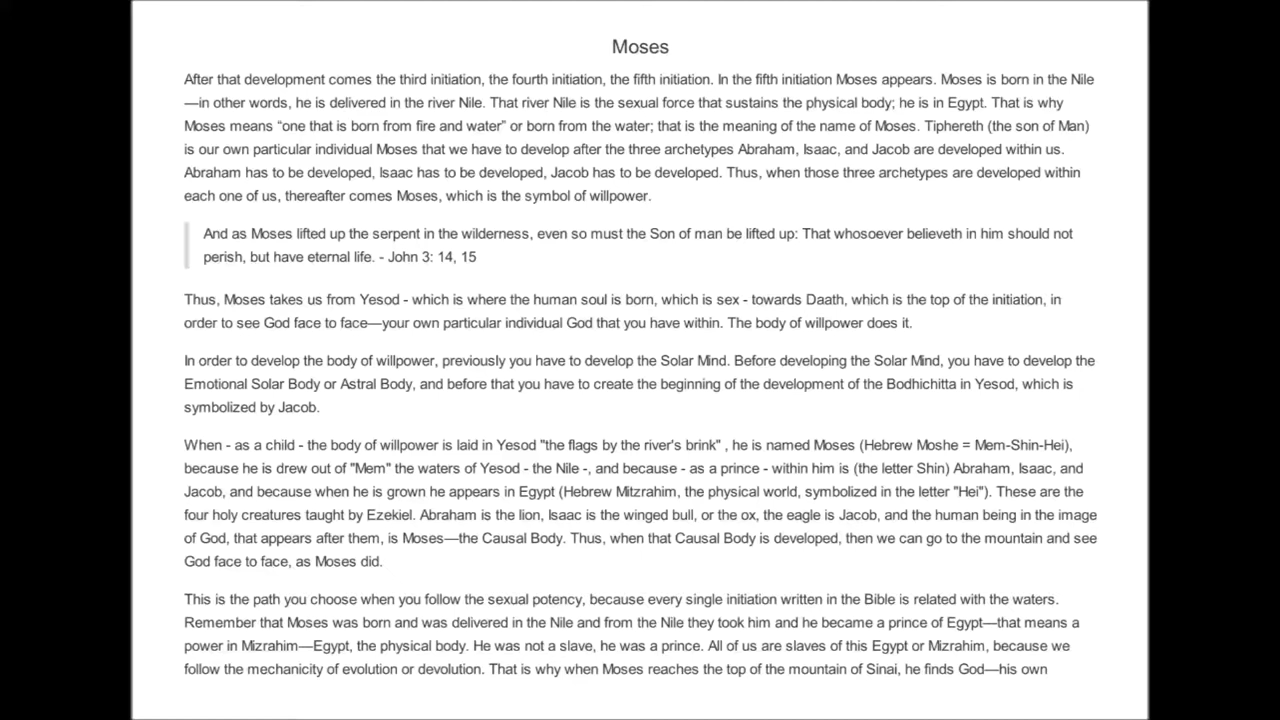 Moses
After that development comes the third initiation, the fourth initiation, the fifth initiation. In the fifth initiation Moses appears. Moses is born in the Nile
—in other words, he is delivered in the river Nile. That river Nile is the sexual force that sustains the physical body; he is in Egypt. That is why
Moses means “one that is born from fire and water” or born from the water; that is the meaning of the name of Moses. Tiphereth (the son of Man)
is our own particular individual Moses that we have to develop after the three archetypes Abraham, Isaac, and Jacob are developed within us.
Abraham has to be developed, Isaac has to be developed, Jacob has to be developed. Thus, when those three archetypes are developed within
each one of us, thereafter comes Moses, which is the symbol of willpower.
And as Moses lifted up the serpent in the wilderness, even so must the Son of man be lifted up: That whosoever believeth in him should not
perish, but have eternal life. - John 3: 14, 15
Thus, Moses takes us from Yesod - which is where the human soul is born, which is sex - towards Daath, which is the top of the initiation, in
order to see God face to face—your own particular individual God that you have within. The body of willpower does it.
In order to develop the body of willpower, previously you have to develop the Solar Mind. Before developing the Solar Mind, you have to develop the
Emotional Solar Body or Astral Body, and before that you have to create the beginning of the development of the Bodhichitta in Yesod, which is
symbolized by Jacob.
When - as a child - the body of willpower is laid in Yesod "the flags by the river's brink" , he is named Moses (Hebrew Moshe = Mem-Shin-Hei),
because he is drew out of "Mem" the waters of Yesod - the Nile -, and because - as a prince - within him is (the letter Shin) Abraham, Isaac, and
Jacob, and because when he is grown he appears in Egypt (Hebrew Mitzrahim, the physical world, symbolized in the letter "Hei"). These are the
four holy creatures taught by Ezekiel. Abraham is the lion, Isaac is the winged bull, or the ox, the eagle is Jacob, and the human being in the image
of God, that appears after them, is Moses—the Causal Body. Thus, when that Causal Body is developed, then we can go to the mountain and see
God face to face, as Moses did.
This is the path you choose when you follow the sexual potency, because every single initiation written in the Bible is related with the waters.
Remember that Moses was born and was delivered in the Nile and from the Nile they took him and he became a prince of Egypt—that means a
power in Mizrahim—Egypt, the physical body. He was not a slave, he was a prince. All of us are slaves of this Egypt or Mizrahim, because we
follow the mechanicity of evolution or devolution. That is why when Moses reaches the top of the mountain of Sinai, he finds God—his own